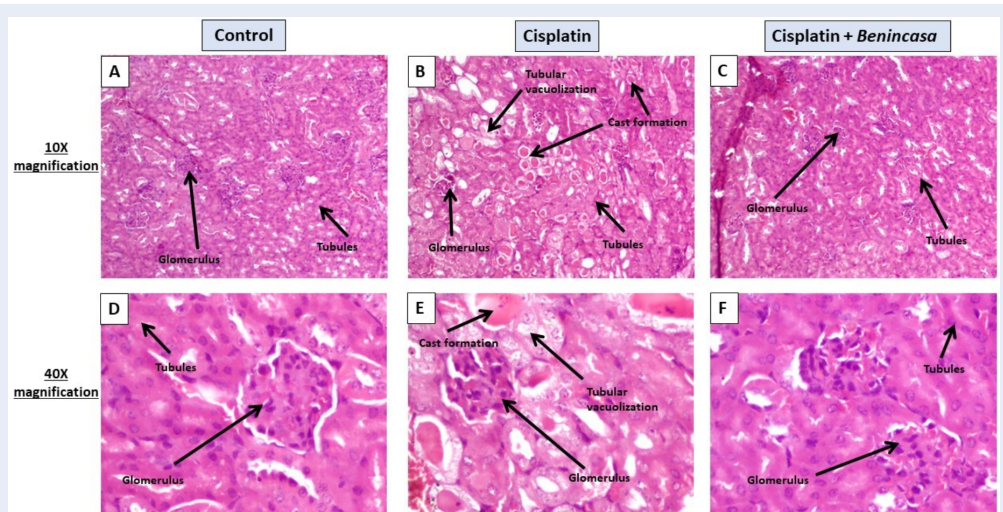 Control
Cisplatin
Cisplatin + Benincasa
10X
magnification
A
Glomerulus
Tubules
B
Tubular
vacuolization
Cast formation
Glomerulus
Tubules
C
Glomerulus
Tubules
40X
magnification
D
Tubules
Glomerulus
E
Cast formation
Tubular
vacuolization
Glomerulus
F
Tubules
Glomerulus